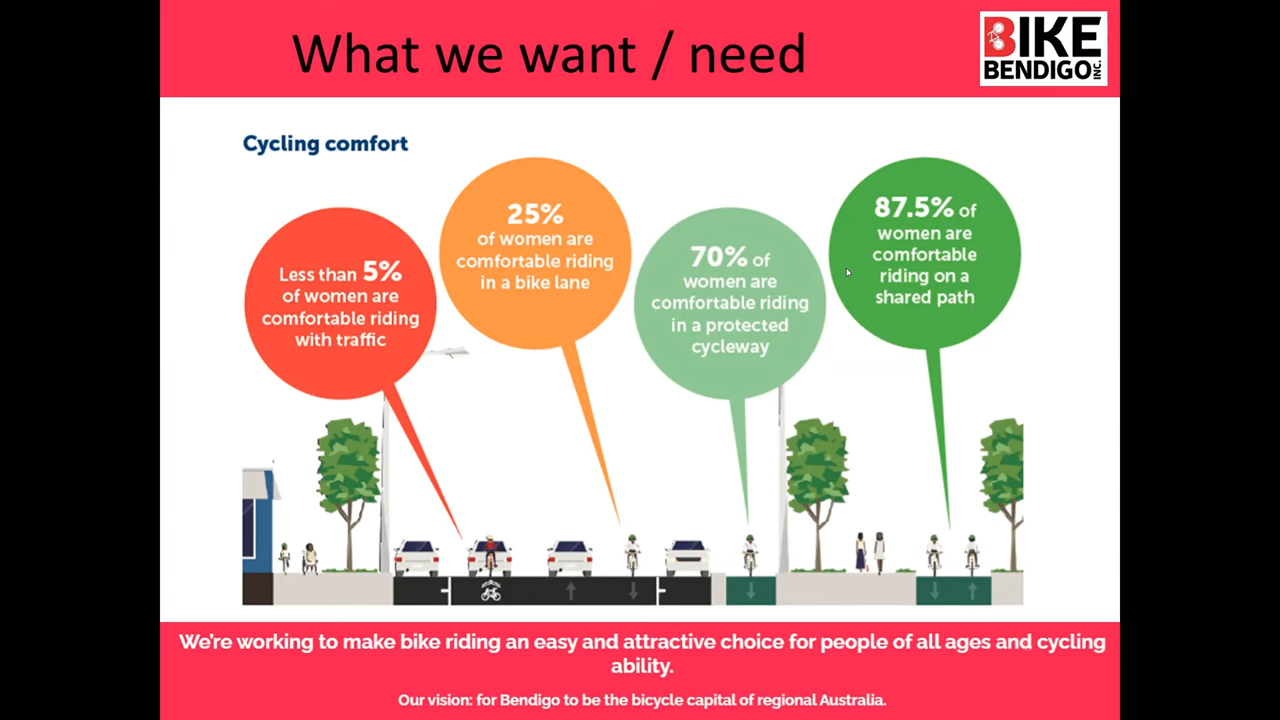 What we want / need
BIKE
BENDIGO INC.
Cycling comfort
Less than 5%
of women are
comfortable riding
with traffic
25%
of women are
comfortable riding
in a bike lane
70% of
women are
comfortable riding
in a protected
cycleway
87.5% of
women are
comfortable
riding on a
shared path
We're working to make bike riding an easy and attractive choice for people of all ages and cycling
ability.
Our vision: for Bendigo to be the bicycle capital of regional Australia.